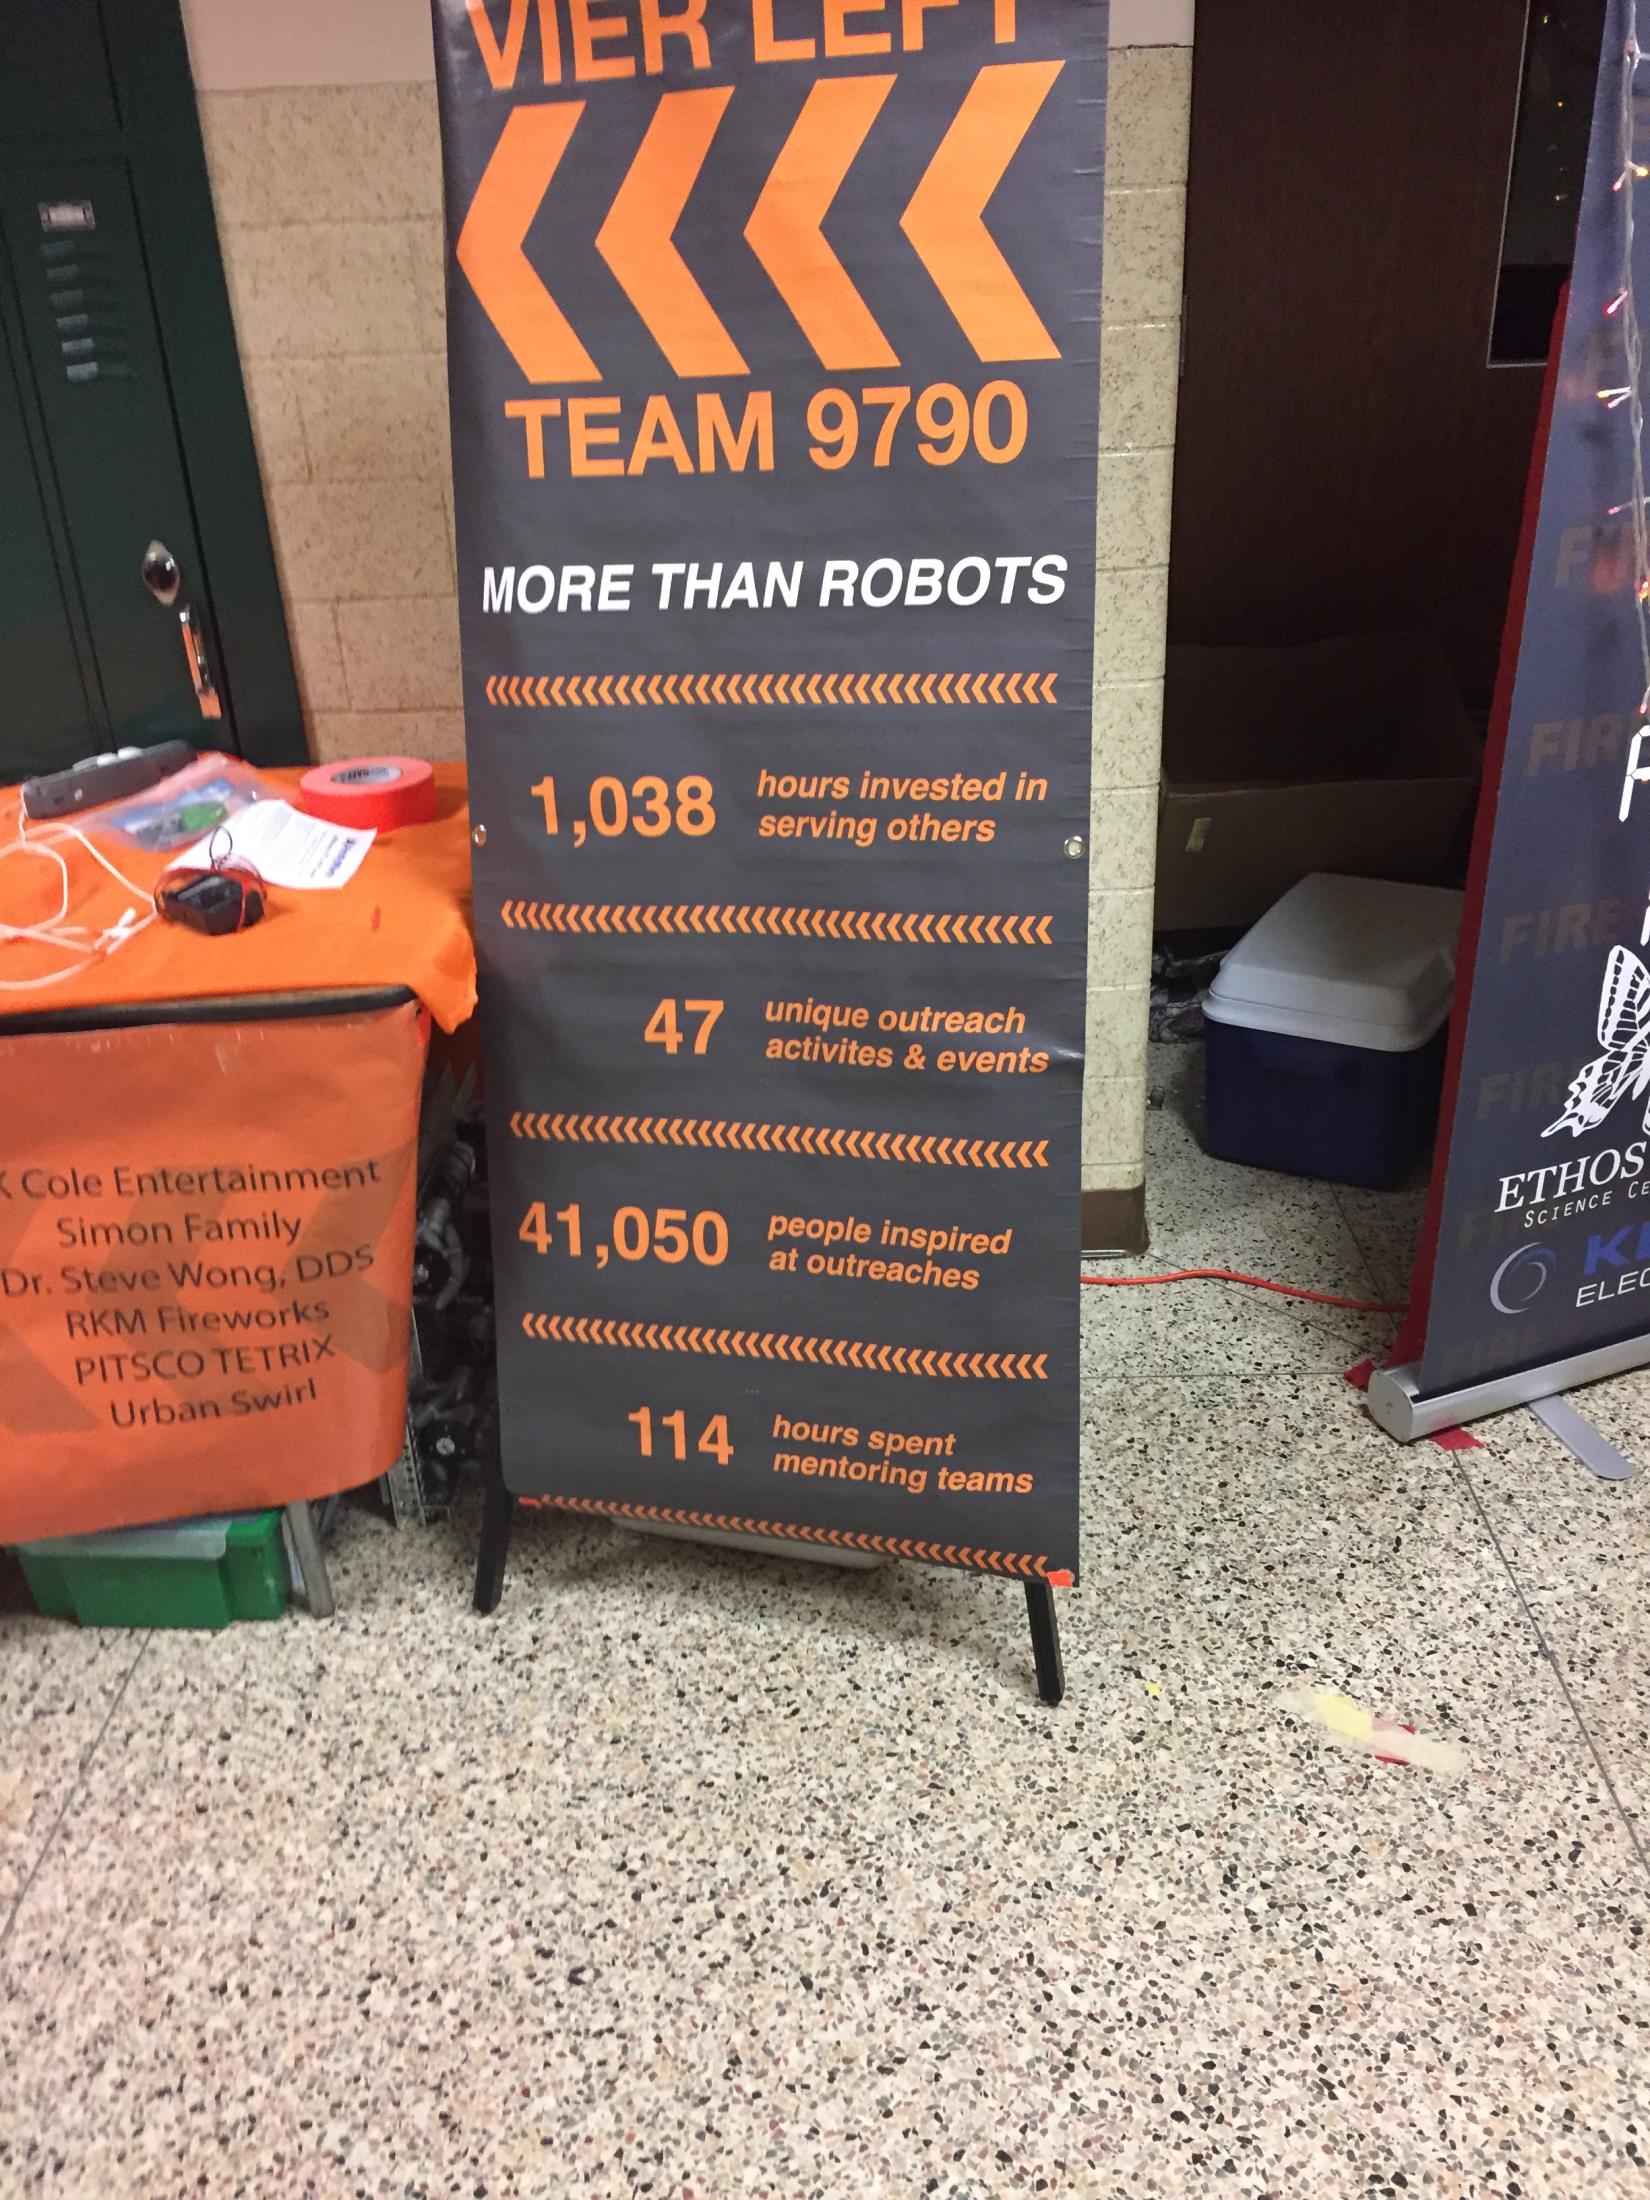 VIER LEFT
TEAM 9790
MORE THAN ROBOTS
1,038 hours invested in
serving others
47 unique outreach
activites & events
41,050 people inspired
at outreaches
114 hours spent
mentoring teams
K Cole Entertainment
Simon Family
Dr. Steve Wong, DDS
RKM Fireworks
PITSCO TETRIX
Urban Swirl
FIRE
ETHOS
SCIENCE CE
ELEC